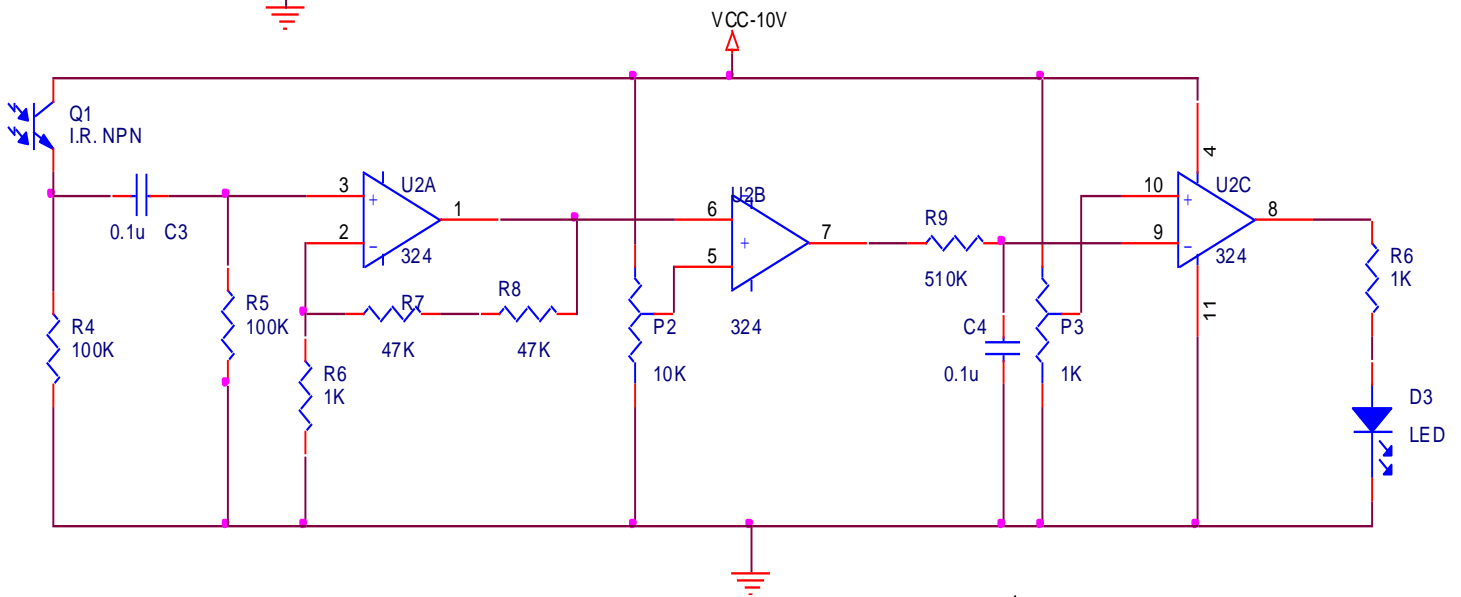 VCC-10V
Q1
I.R. NPN
0.1u C3
R4
100K
R5
100K
3
2
+
−
1
U2A
324
R7
47K
R8
47K
R6
1K
P2
10K
6
5
+
7
U2B
324
R9
510K
C4
0.1u
P3
1K
10
9
+
−
8
4
11
U2C
324
R6
1K
D3
LED